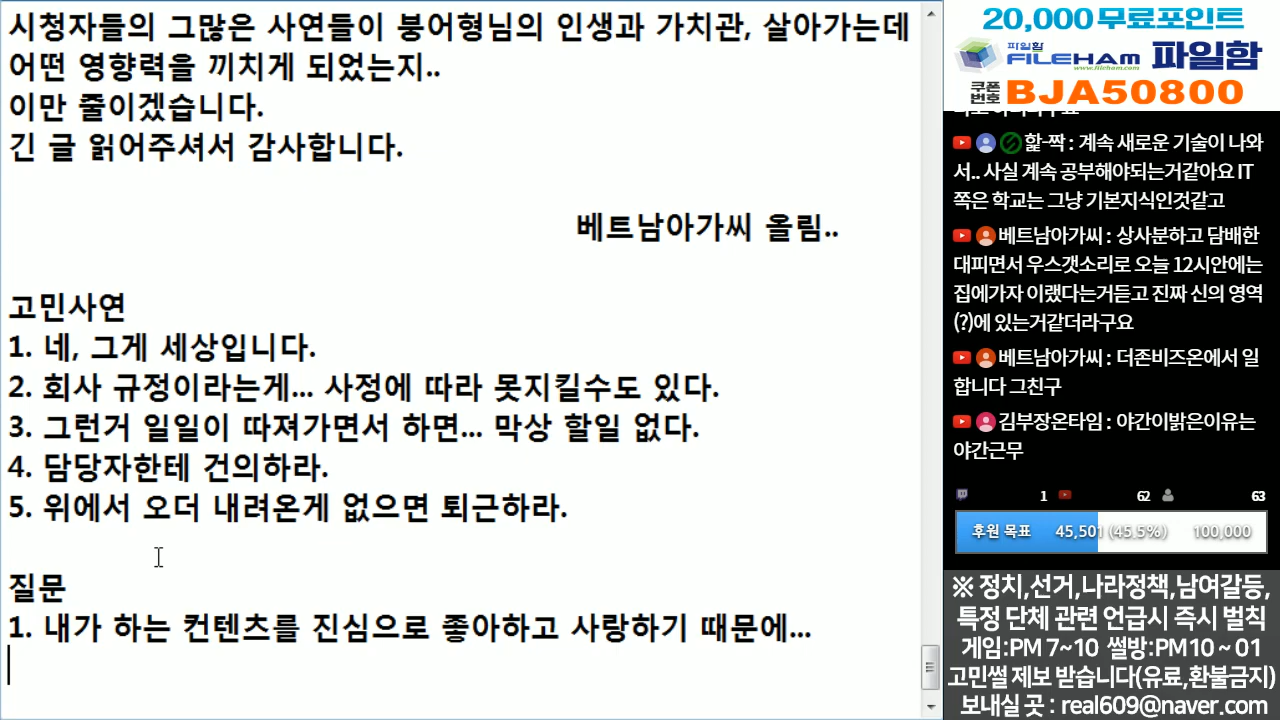 시청자들의 그많은 사연들이 붕어형님의 인생과 가치관, 살아가는데
어떤 영향력을 끼치게 되었는지..
이만 줄이겠습니다.
긴 글 읽어주셔서 감사합니다.
베트남아가씨 올림..
고민사연
1. 네, 그게 세상입니다.
2. 회사 규정이라는게... 사정에 따라 못지킬수도 있다.
3. 그런거 일일이 따져가면서 하면... 막상 할일 없다.
4. 담당자한테 건의하라.
5. 위에서 오더 내려온게 없으면 퇴근하라.
질문
1. 내가 하는 컨텐츠를 진심으로 좋아하고 사랑하기 때문에...
20,000무료포인트
파일함
FILEHAM 파일함
www.fileham.com
쿠폰
번호 BJA50800
핥-짝 : 계속 새로운 기술이 나와
서.. 사실 계속 공부해야되는거같아요 IT
쪽은 학교는 그냥 기본지식인것같고
베트남아가씨 : 상사분하고 담배한
대피면서 우스갯소리로 오늘 12시안에는
집에가자 이랬다는거듣고 진짜 신의 영역
(?)에 있는거같더라구요
베트남아가씨 : 더존비즈온에서 일
합니다 그친구
김부장온타임 : 야간이밝은이유는
야간근무
1 62 63
후원 목표 45,501 (45.5%) 100,000
※ 정치,선거,나라정책,남여갈등,
특정 단체 관련 언급시 즉시 벌칙
게임:PM 7~10 썰방:PM 10 ~ 01
고민썰 제보 받습니다(유료,환불금지)
보내실 곳 : real609@naver.com